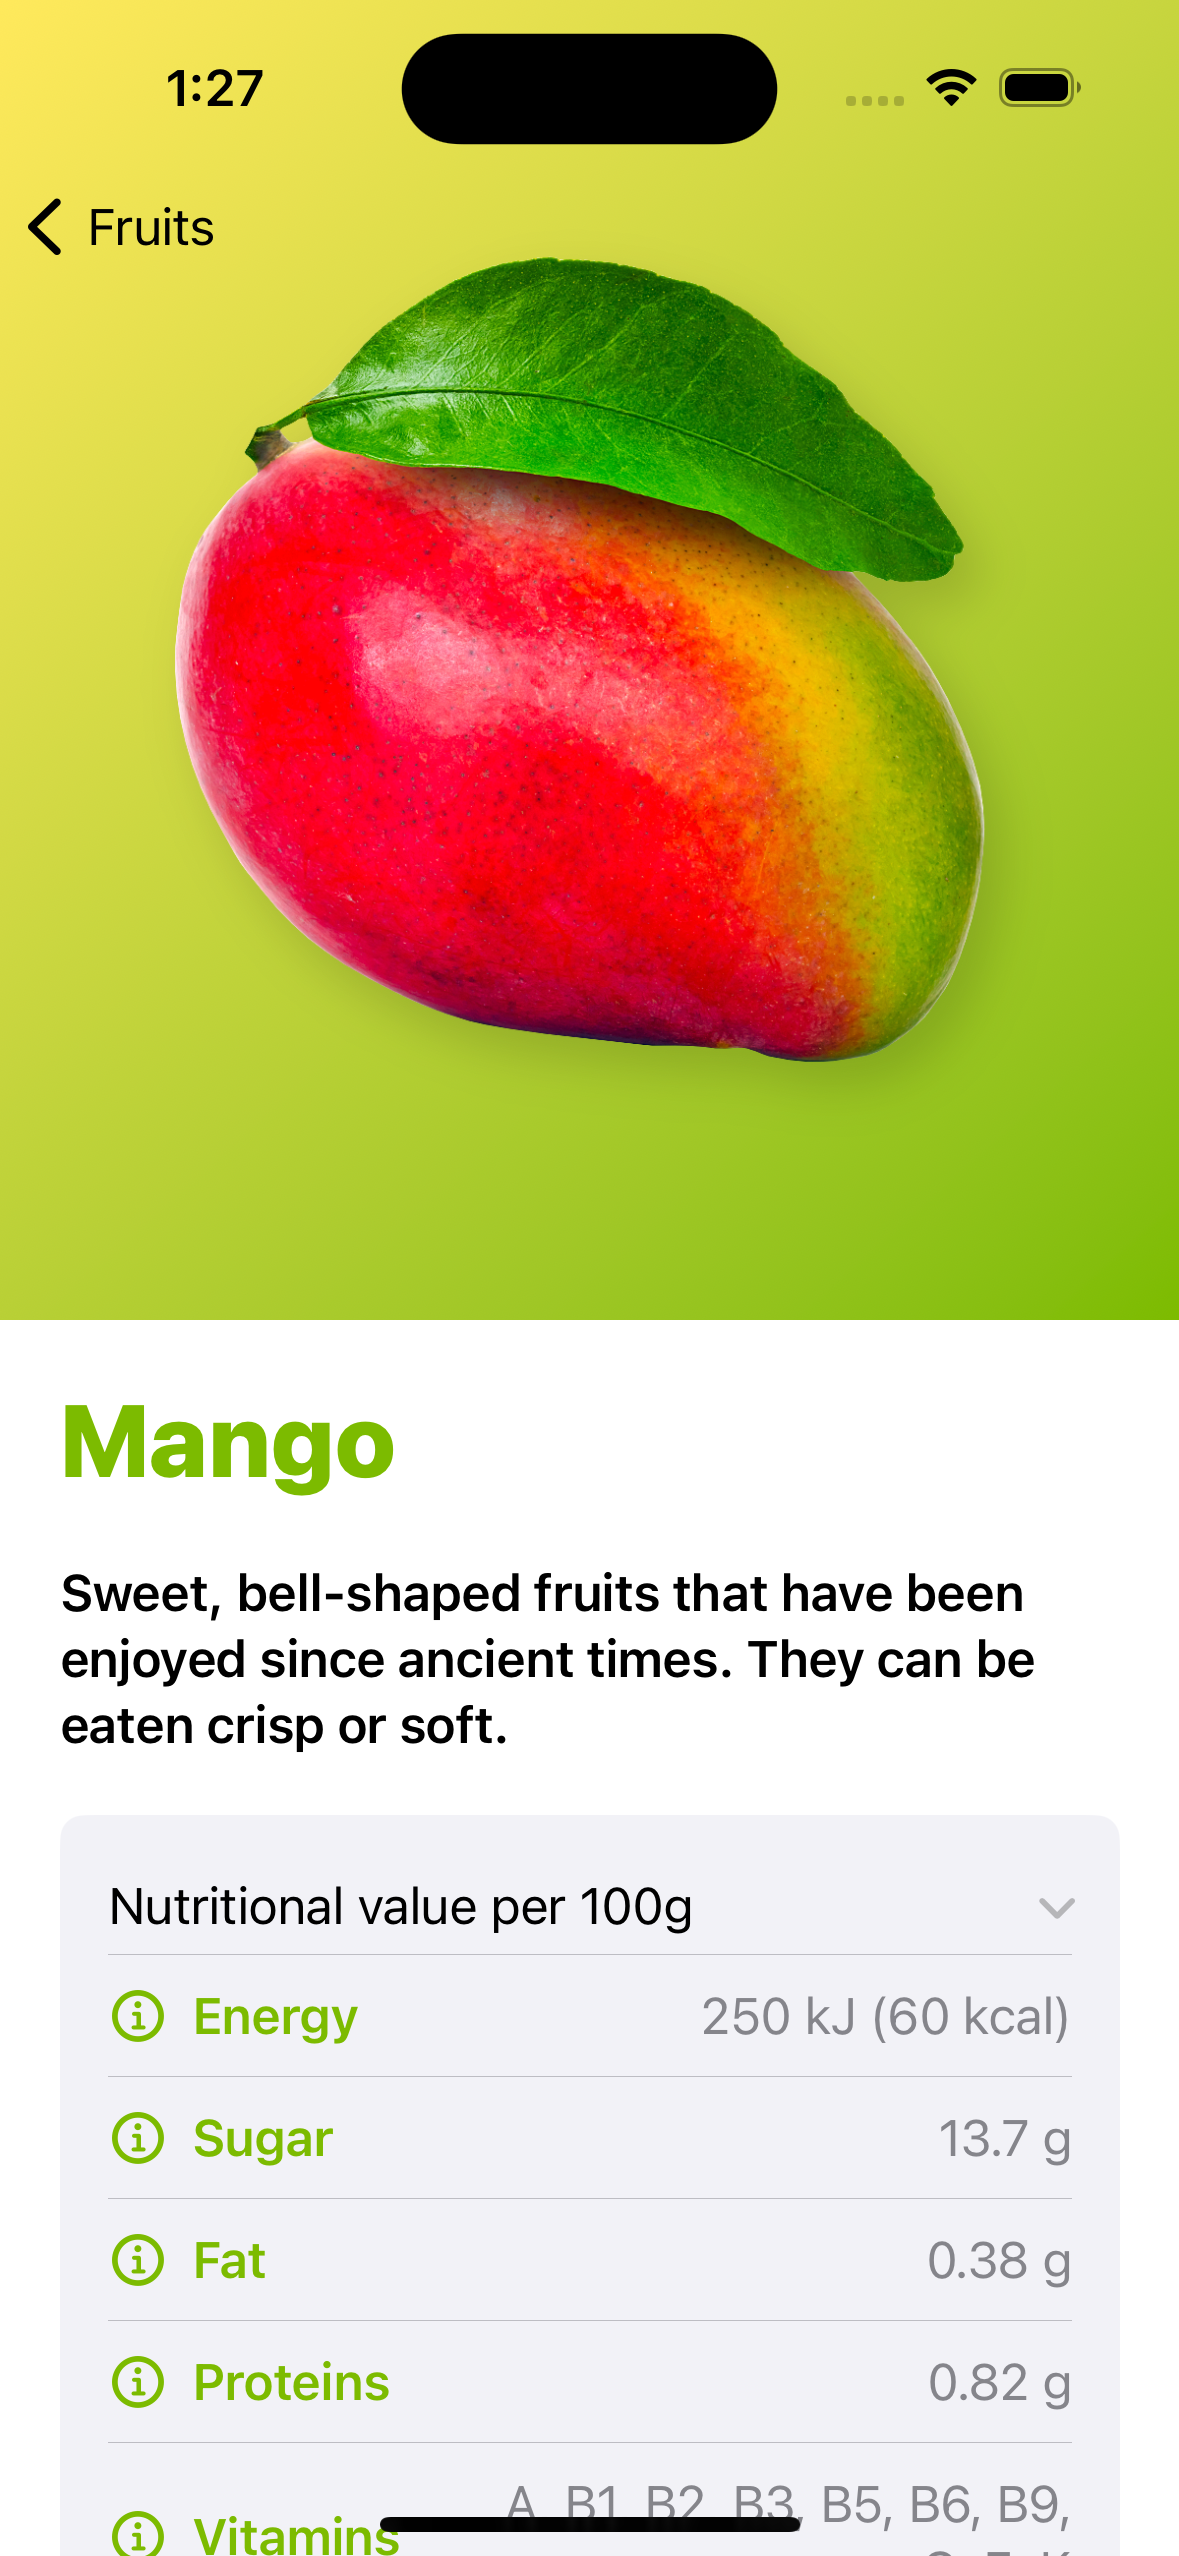 1:27
Fruits
Mango
Sweet, bell-shaped fruits that have been
enjoyed since ancient times. They can be
eaten crisp or soft.
Nutritional value per 100g
Energy 250 kJ (60 kcal)
Sugar 13.7 g
Fat 0.38 g
Proteins 0.82 g
Vitamins A, B1, B2, B3, B5, B6, B9,